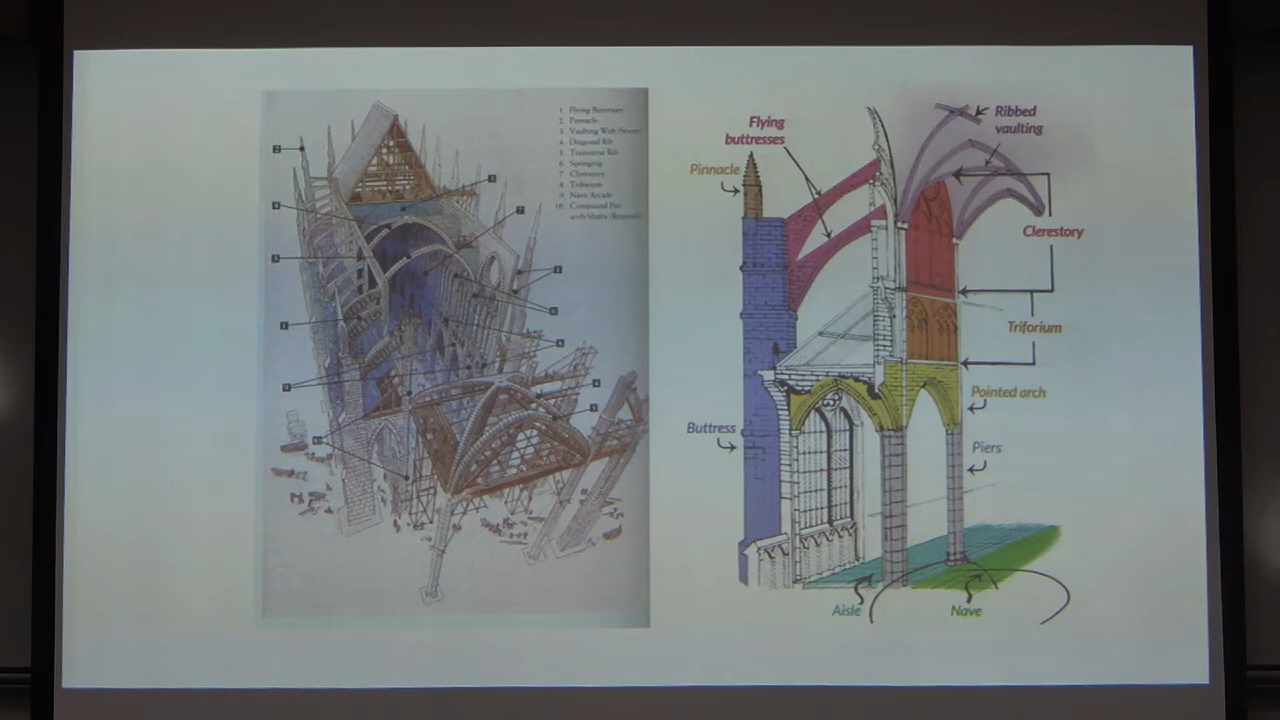 1 Flying Buttresses
2 Pinnacle
3 Vaulting Web (Severy)
4 Diagonal Rib
5 Transverse Rib
6 Springing
7 Clerestory
8 Triforium
9 Nave Arcade
10 Compound Pier
with Shafts (Responds)
Flying
buttresses
Ribbed
vaulting
Pinnacle
Clerestory
Triforium
Pointed arch
Buttress
Piers
Aisle
Nave